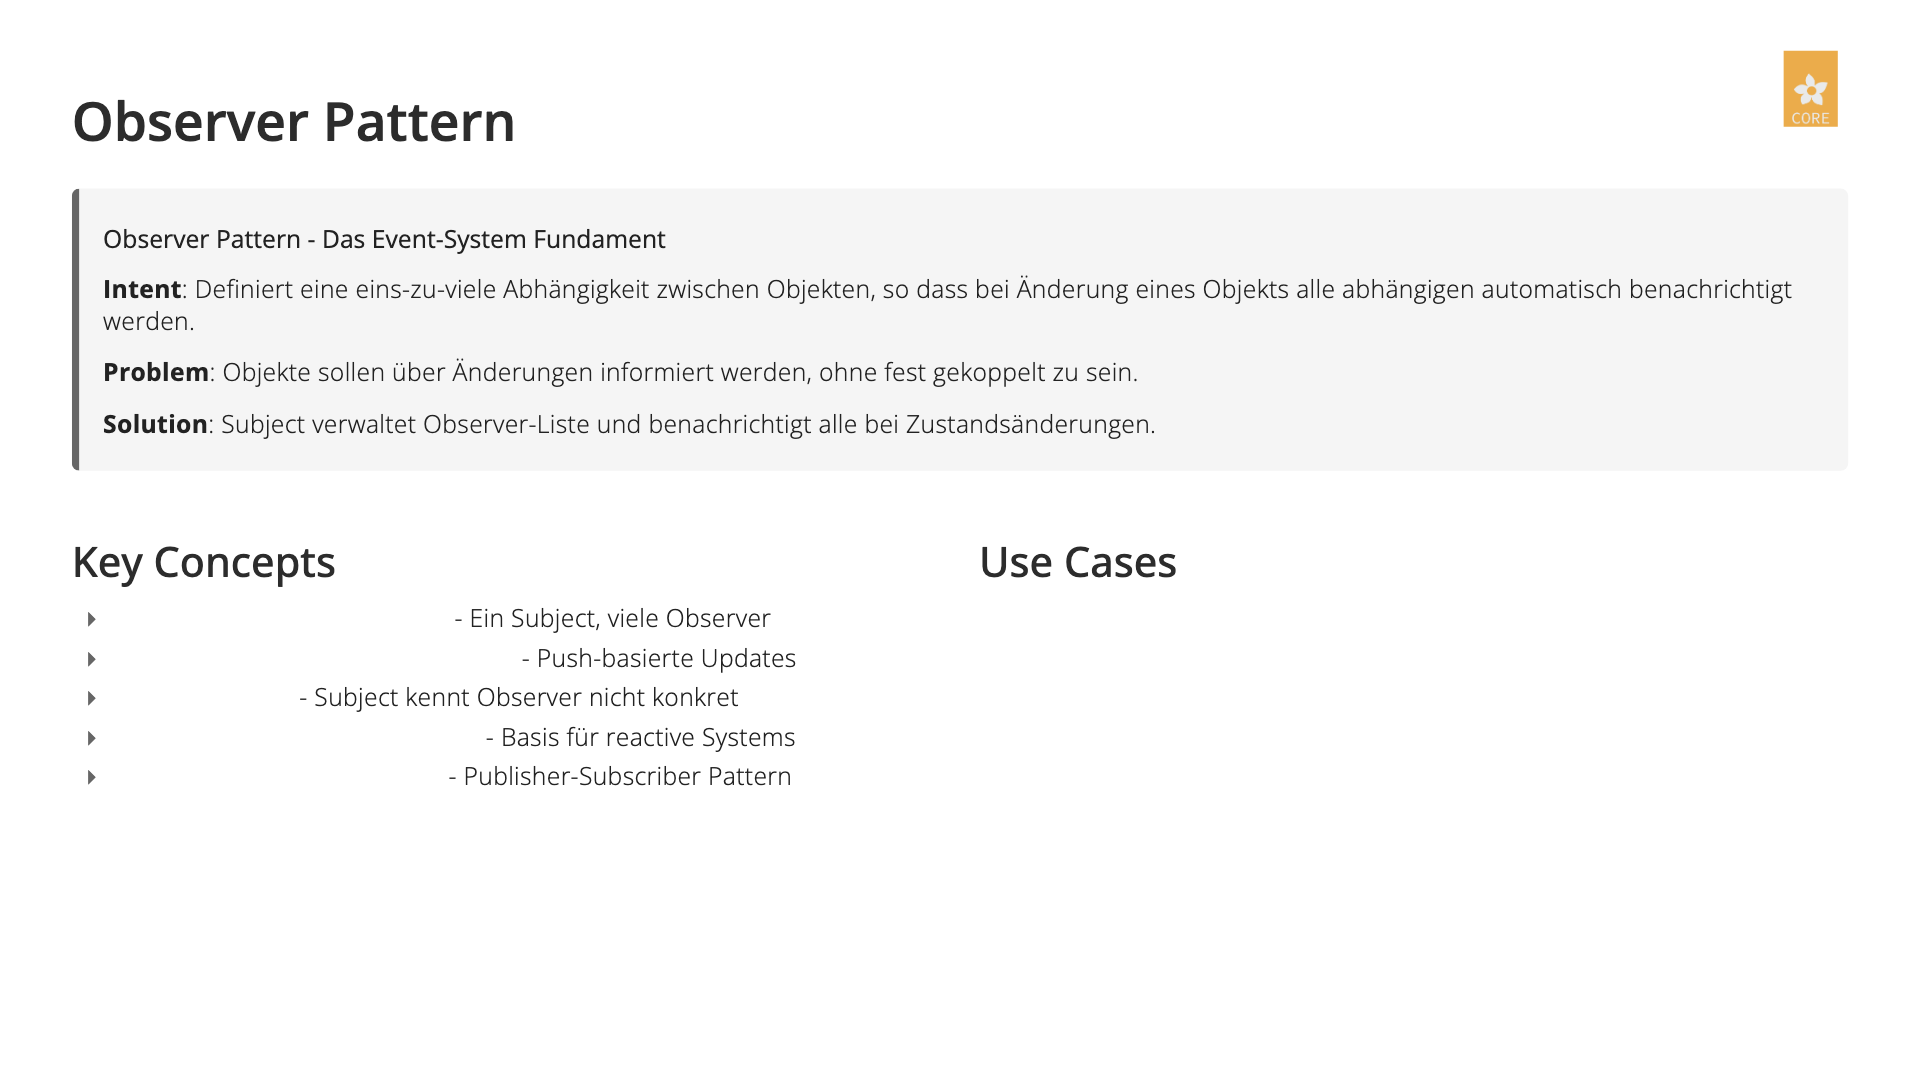 CORE
Observer Pattern
Observer Pattern - Das Event-System Fundament
Intent: Definiert eine eins-zu-viele Abhängigkeit zwischen Objekten, so dass bei Änderung eines Objekts alle abhängigen automatisch benachrichtigt
werden.
Problem: Objekte sollen über Änderungen informiert werden, ohne fest gekoppelt zu sein.
Solution: Subject verwaltet Observer-Liste und benachrichtigt alle bei Zustandsänderungen.
Key Concepts
- Ein Subject, viele Observer
- Push-basierte Updates
- Subject kennt Observer nicht konkret
- Basis für reactive Systems
- Publisher-Subscriber Pattern
Use Cases